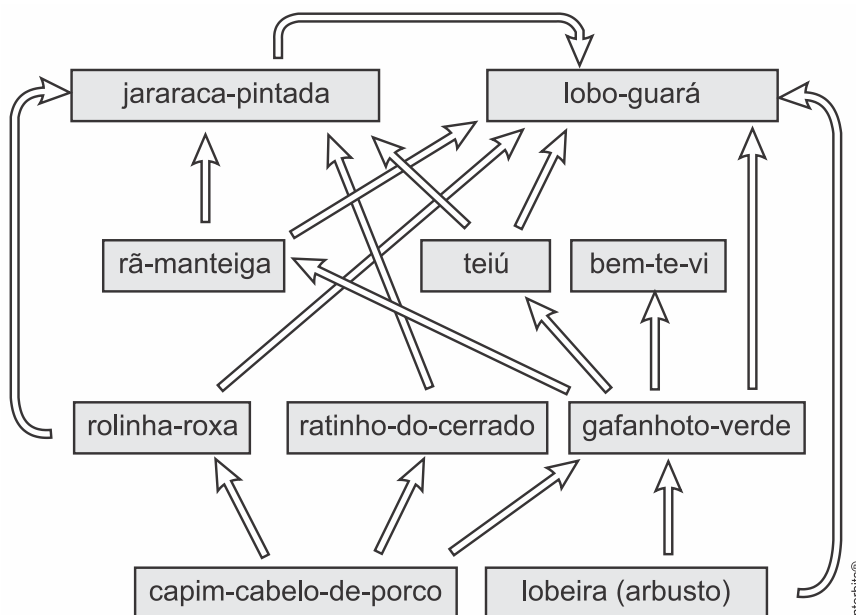 jararaca-pintada
lobo-guará
rã-manteiga
teiú
bem-te-vi
rolinha-roxa
ratinho-do-cerrado
gafanhoto-verde
capim-cabelo-de-porco
lobeira (arbusto)